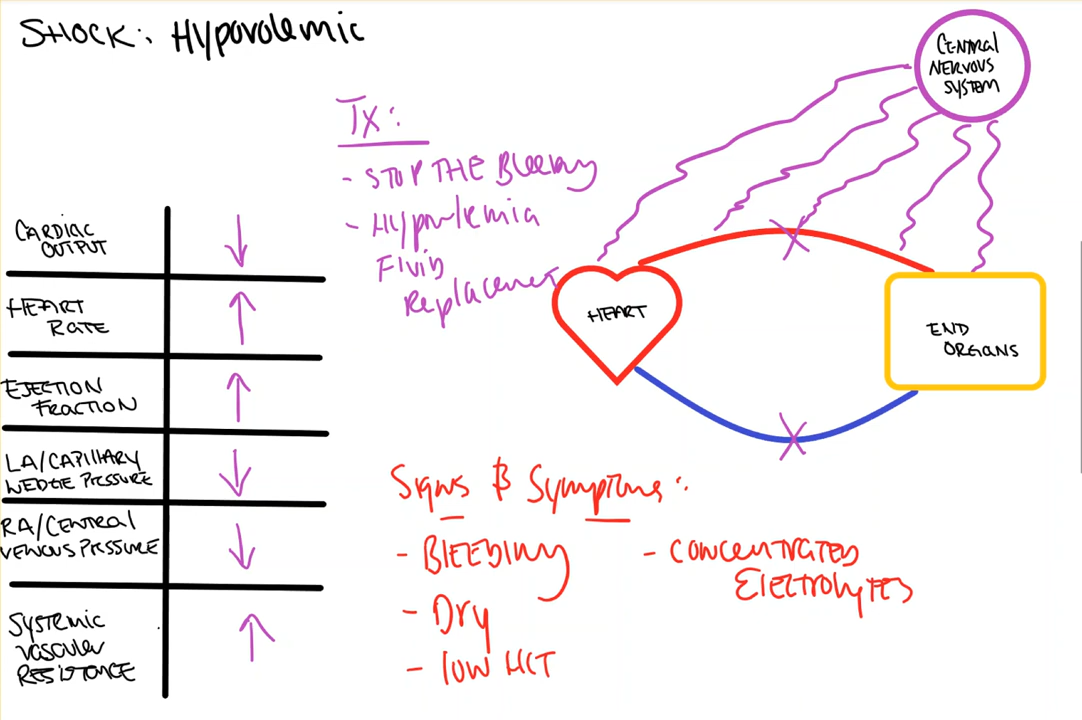 SHOCK: Hypovolemic
CENTRAL
NERVOUS
SYSTEM
Tx:
- STOP THE Bleeding
- Hypovolemia
Fluid
Replacement
CARDIAC
OUTPUT
HEART
RATE
EJECTION
FRACTION
LA/CAPILLARY
WEDGE PRESSURE
RA/CENTRAL
VENOUS PRESSURE
SYSTEMIC
VASCULAR
RESISTANCE
HEART
END
ORGANS
Signs & Symptoms:
- BLEEDING
- Dry
- low HCT
- CONCENTRATED
ELECTROLYTES